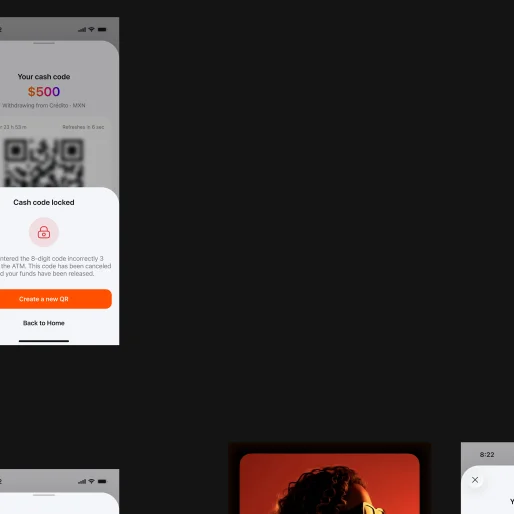 Your cash code
$500
Withdrawing from Crédito · MXN
Refreshes in 6 sec
Cash code locked
ntered the 8-digit code incorrectly 3
the ATM. This code has been canceled
d your funds have been released.
Create a new QR
Back to Home
8:22
Y